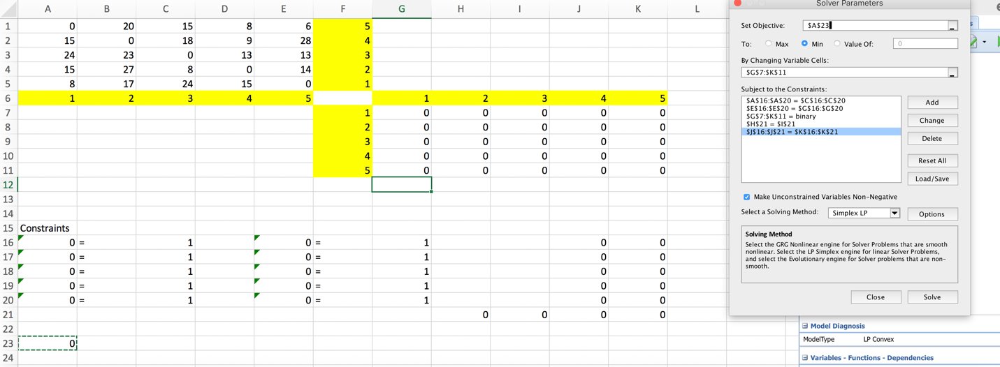 Solver Parameters
A B C D E F G H I J K L
1 0 20 15 8 6 5
2 15 0 18 9 28 4
3 24 23 0 13 13 3
4 15 27 8 0 14 2
5 8 17 24 15 0 1
6 1 2 3 4 5 1 2 3 4 5
7 1 0 0 0 0 0
8 2 0 0 0 0 0
9 3 0 0 0 0 0
10 4 0 0 0 0 0
11 5 0 0 0 0 0
12
13
14
15 Constraints
16 0 = 1 0 = 1 0 0
17 0 = 1 0 = 1 0 0
18 0 = 1 0 = 1 0 0
19 0 = 1 0 = 1 0 0
20 0 = 1 0 = 1 0 0
21 0 0 0 0
22
23 0
24
Set Objective: $A$23
To: Max Min Value Of: 0
By Changing Variable Cells:
$G$7:$K$11
Subject to the Constraints:
$A$16:$A$20 = $C$16:$C$20
$E$16:$E$20 = $G$16:$G$20
$G$7:$K$11 = binary
$H$21 = $I$21
$J$16:$J$21 = $K$16:$K$21
Add
Change
Delete
Reset All
Load/Save
Make Unconstrained Variables Non-Negative
Select a Solving Method: Simplex LP Options
Solving Method
Select the GRG Nonlinear engine for Solver Problems that are smooth
nonlinear. Select the LP Simplex engine for linear Solver Problems,
and select the Evolutionary engine for Solver problems that are non-
smooth.
Close Solve
s
Model Diagnosis
ModelType LP Convex
Variables - Functions - Dependencies